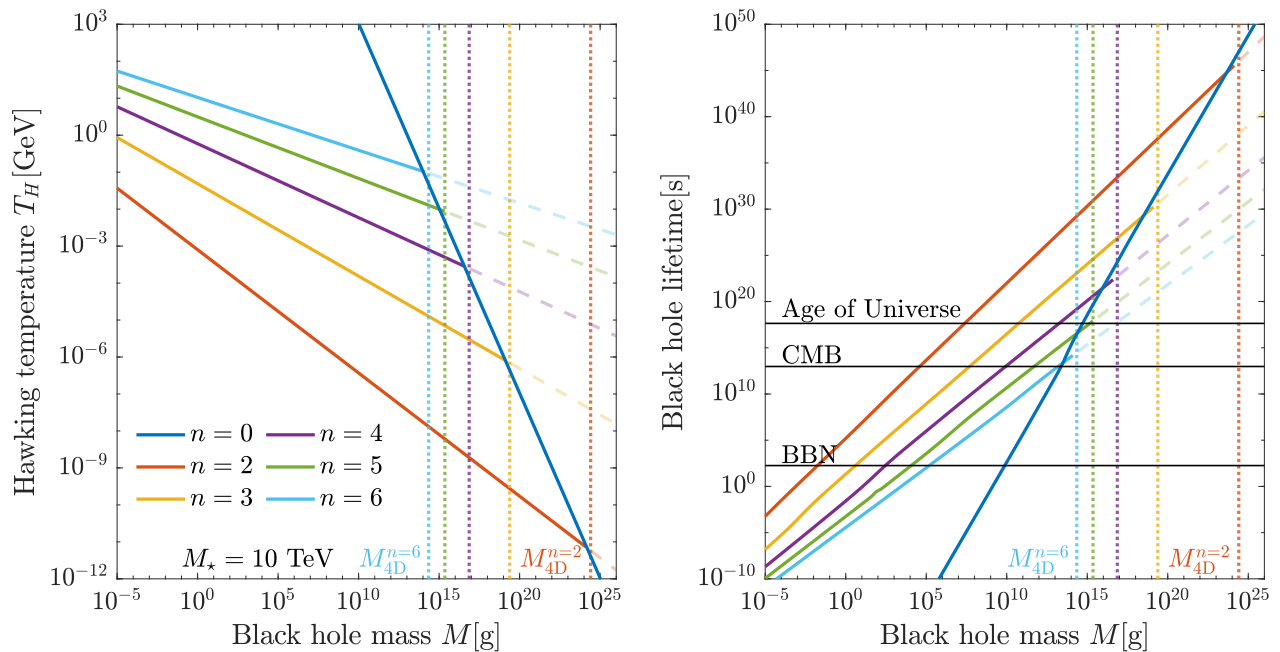 10^3
10^0
10^-3
10^-6
10^-9
10^-12
Hawking temperature T_H[GeV]
n = 0
n = 4
n = 2
n = 5
n = 3
n = 6
M_⋆ = 10 TeV
M_4D^{n=6}
M_4D^{n=2}
10^-5
10^0
10^5
10^10
10^15
10^20
10^25
Black hole mass M[g]
10^50
10^40
10^30
10^20
10^10
10^0
10^-10
Black hole lifetime[s]
Age of Universe
CMB
BBN
M_4D^{n=6}
M_4D^{n=2}
10^-5
10^0
10^5
10^10
10^15
10^20
10^25
Black hole mass M[g]